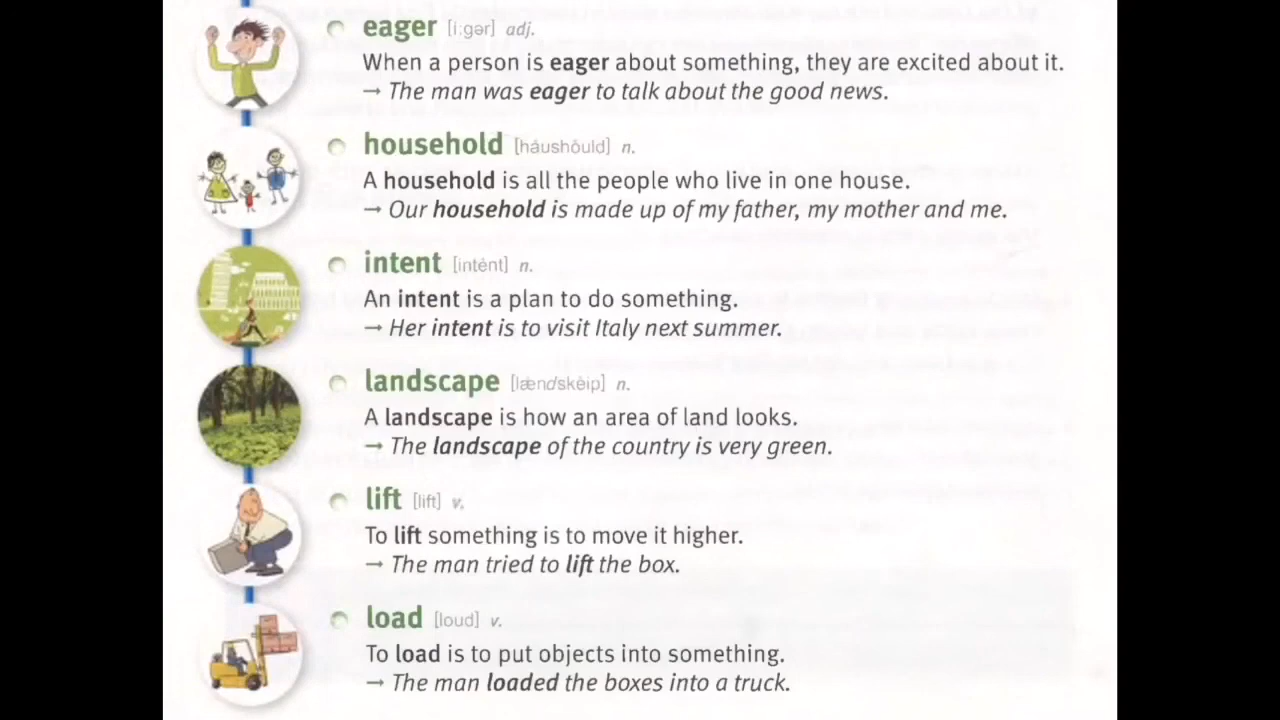 eager [i:gər] adj.
When a person is eager about something, they are excited about it.
→ The man was eager to talk about the good news.
household [háushòuld] n.
A household is all the people who live in one house.
→ Our household is made up of my father, my mother and me.
intent [intént] n.
An intent is a plan to do something.
→ Her intent is to visit Italy next summer.
landscape [lǽndskèip] n.
A landscape is how an area of land looks.
→ The landscape of the country is very green.
lift [lift] v.
To lift something is to move it higher.
→ The man tried to lift the box.
load [loud] v.
To load is to put objects into something.
→ The man loaded the boxes into a truck.